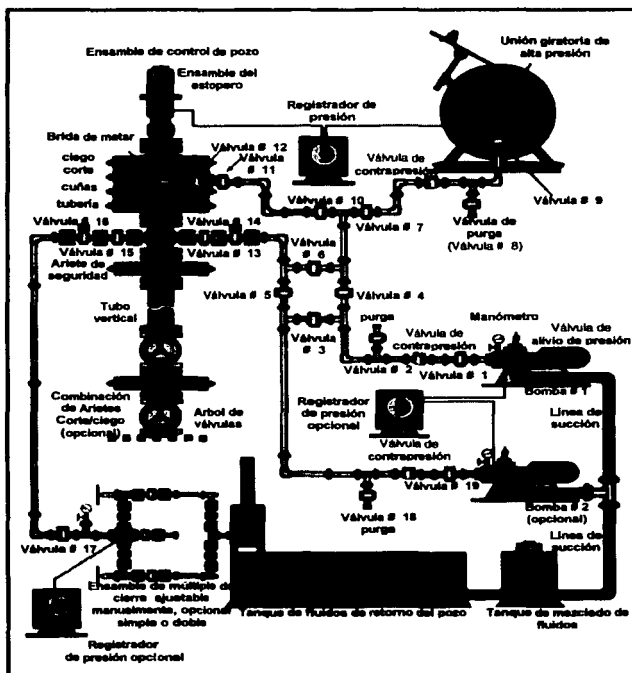 Ensamble de control de pozo
Ensamble del
estopero
Unión giratoria de
alta presión
Registrador de
presión
Brida de matar
Válvula # 12
ciego
Válvula
# 11
corte
cuñas
tubería
Válvula
# 10
Válvula
de contrapresión
Válvula
# 7
Válvula # 9
Válvula de
purga
(Válvula # 8)
Válvula # 16
Válvula # 14
Válvula # 15
Válvula # 13
Ariete de
seguridad
Válvula
# 6
Válvula # 5
Válvula # 4
Tubo
vertical
Válvula
# 3
purga
Manómetro
Válvula de
contrapresión
Válvula de
alivio de presión
Válvula # 2
Válvula # 1
Bomba # 1
Combinación
de Arietes
Corte/ciego
(opcional)
Arbol de
válvulas
Registrador
de presión
opcional
Línea de
succión
Válvula de
contrapresión
Válvula # 19
Bomba # 2
(opcional)
Válvula # 18
purga
Línea de
succión
Válvula # 17
Ensamble de múltiple de
cierra ajustable
manualmente, opcional
simple o doble
Tanque de fluidos de retorno del pozo
Tanque de mezclado de
fluidos
Registrador
de presión opcional